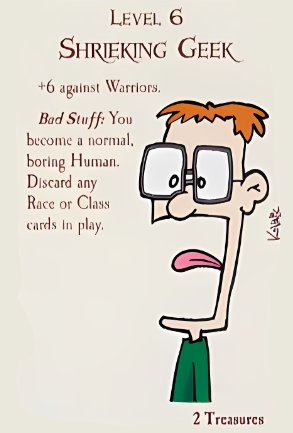 Level 6
Shrieking Geek
+6 against Warriors.
Bad Stuff: You
become a normal,
boring Human.
Discard any
Race or Class
cards in play.
2 Treasures